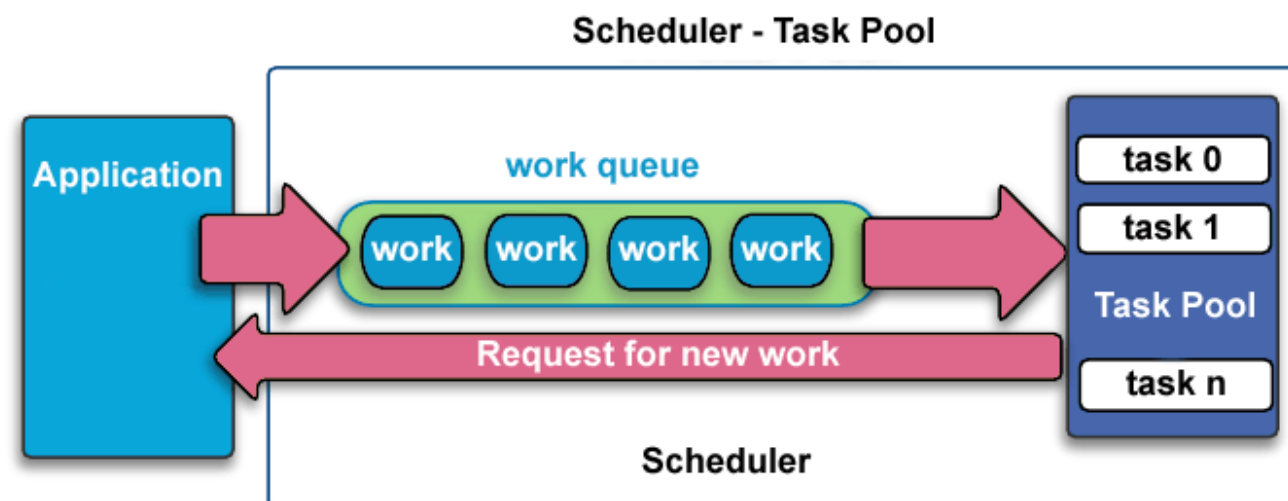 Scheduler - Task Pool
Application
work queue
work work work work
Request for new work
task 0
task 1
Task Pool
task n
Scheduler